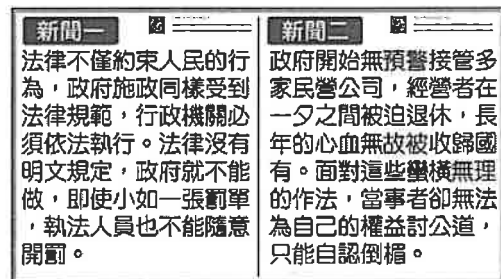 新聞一
法律不僅約束人民的行
為，政府施政同樣受到
法律規範，行政機關必
須依法執行。法律沒有
明文規定，政府就不能
做，即使小如一張罰單
，執法人員也不能隨意
開罰。
新聞二
政府開始無預警接管多
家民營公司，經營者在
一夕之間被迫退休，長
年的心血無故被收歸國
有。面對這些蠻橫無理
的作法，當事者卻無法
為自己的權益討公道，
只能自認倒楣。